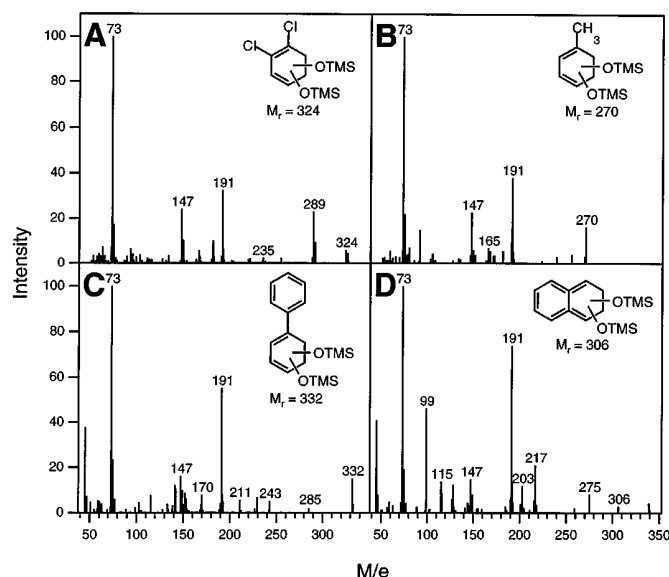 A
73
Cl
Cl
OTMS
OTMS
Mr = 324
147
191
235
289
324
B
73
CH3
OTMS
OTMS
Mr = 270
147
165
191
270
C
73
OTMS
OTMS
Mr = 332
147
170
191
211
243
285
332
D
73
OTMS
OTMS
Mr = 306
99
115
147
191
203
217
275
306
100
80
60
40
20
0
100
80
60
40
20
0
Intensity
50 100 150 200 250 300
50 100 150 200 250 300 350
M/e